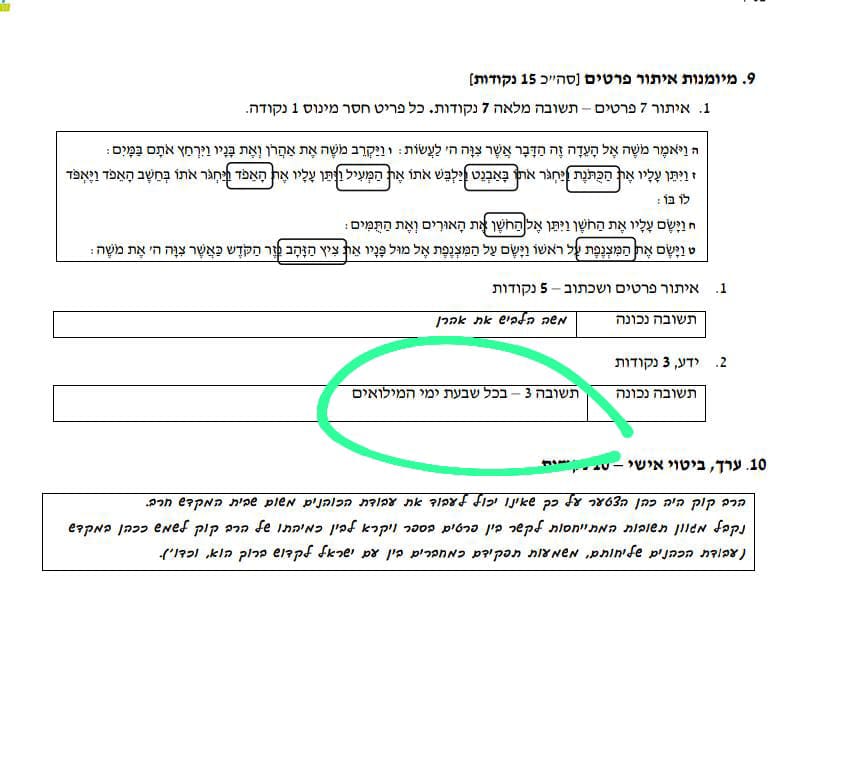 9. מיומנות איתור פרטים [סה״כ 15 נקודות]
1. איתור 7 פרטים – תשובה מלאה 7 נקודות. כל פריט חסר מינוס 1 נקודה.
ה וַיֹּאמֶר מֹשֶׁה אֶל הָעֵדָה זֶה הַדָּבָר אֲשֶׁר צִוָּה ה' לַעֲשׂוֹת: ו וַיַּקְרֵב מֹשֶׁה אֶת אַהֲרֹן וְאֶת בָּנָיו וַיִּרְחַץ אֹתָם בַּמָּיִם:
ז וַיִּתֵּן עָלָיו אֶת הַכֻּתֹּנֶת וַיַּחְגֹּר אֹתוֹ בָּאַבְנֵט וַיַּלְבֵּשׁ אֹתוֹ אֶת הַמְּעִיל וַיִּתֵּן עָלָיו אֶת הָאֵפֹד וַיַּחְגֹּר אֹתוֹ בְּחֵשֶׁב הָאֵפֹד וַיֶּאְפֹּד
לוֹ בּוֹ:
ח וַיָּשֶׂם עָלָיו אֶת הַחֹשֶׁן וַיִּתֵּן אֶל הַחֹשֶׁן אֶת הָאוּרִים וְאֶת הַתֻּמִּים:
ט וַיָּשֶׂם אֶת הַמִּצְנֶפֶת עַל רֹאשׁוֹ וַיָּשֶׂם עַל הַמִּצְנֶפֶת אֶל מוּל פָּנָיו אֵת צִיץ הַזָּהָב נֵזֶר הַקֹּדֶשׁ כַּאֲשֶׁר צִוָּה ה' אֶת מֹשֶׁה:
1. איתור פרטים ושכתוב – 5 נקודות
תשובה נכונה משה הלביש את אהרן
2. ידע, 3 נקודות
תשובה נכונה תשובה 3 – בכל שבעת ימי המילואים
10. ערך, ביטוי אישי – 10 נקודות
הרב קוק היה כהן הצטער על כך שאינו יכול לעבוד את עבודת הכוהנים משום שבית המקדש חרב.
נקבל מגוון תשובות המתייחסות לקשר בין פרטים בספר ויקרא לבין כמיהתו של הרב קוק לשמש ככהן במקדש
(עבודת הכהנים שליחותם, משמעות תפקידם כמחברים בין עם ישראל לקדוש ברוך הוא, וכדו').